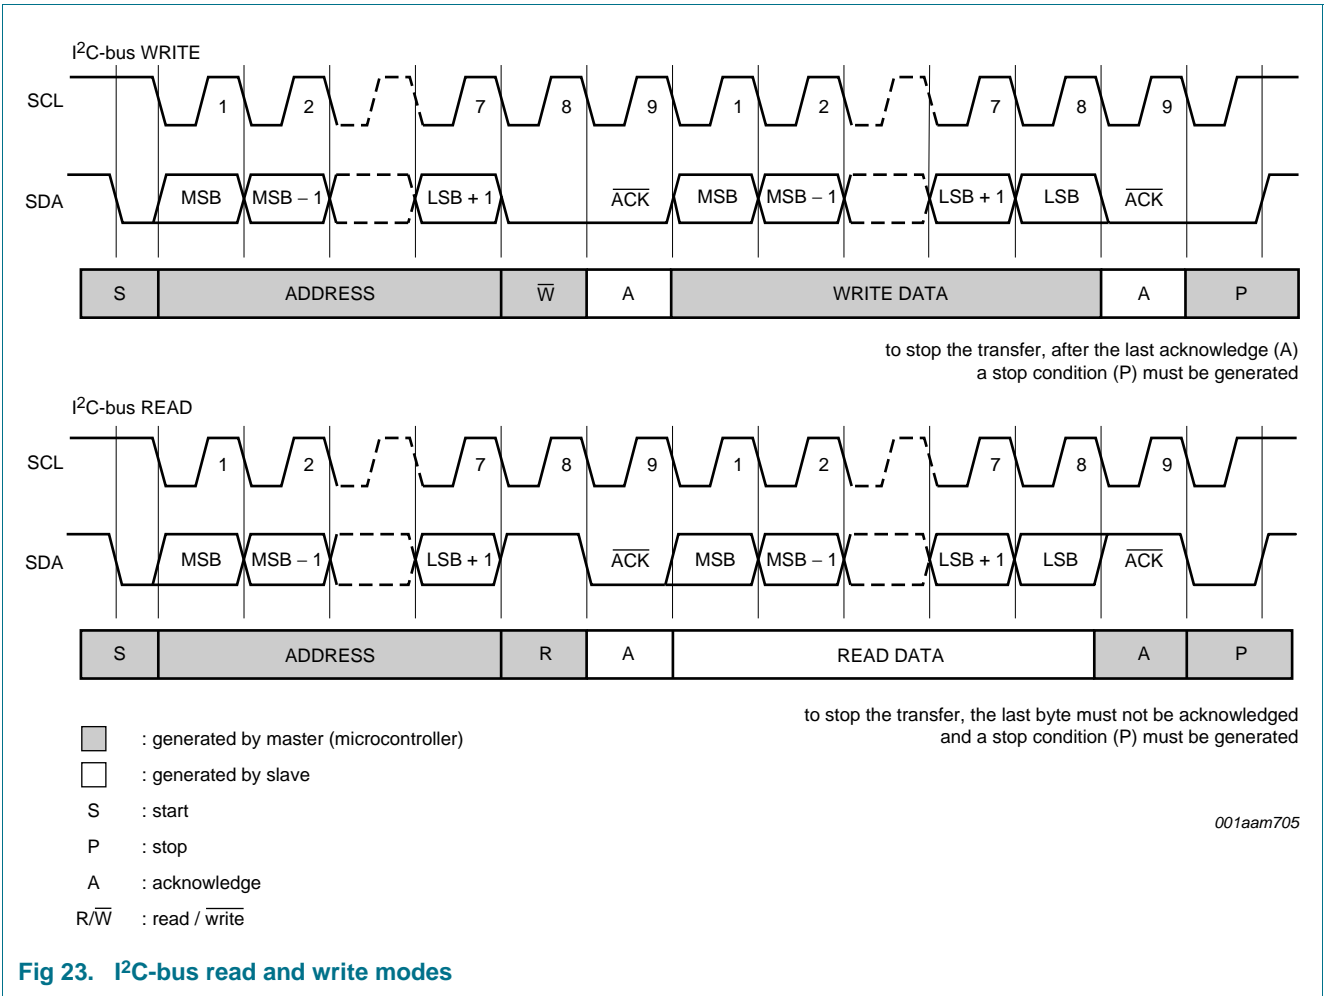 I²C-bus WRITE
SCL 1 2 7 8 9 1 2 7 8 9
SDA MSB MSB − 1 LSB + 1 A̅C̅K̅ MSB MSB − 1 LSB + 1 LSB A̅C̅K̅
S ADDRESS W̅ A WRITE DATA A P
to stop the transfer, after the last acknowledge (A)
a stop condition (P) must be generated
I²C-bus READ
SCL 1 2 7 8 9 1 2 7 8 9
SDA MSB MSB − 1 LSB + 1 A̅C̅K̅ MSB MSB − 1 LSB + 1 LSB A̅C̅K̅
S ADDRESS R A READ DATA A P
to stop the transfer, the last byte must not be acknowledged
and a stop condition (P) must be generated
: generated by master (microcontroller)
: generated by slave
S : start
P : stop
A : acknowledge
R/W̅ : read / w̅r̅i̅t̅e̅
001aam705
Fig 23. I²C-bus read and write modes